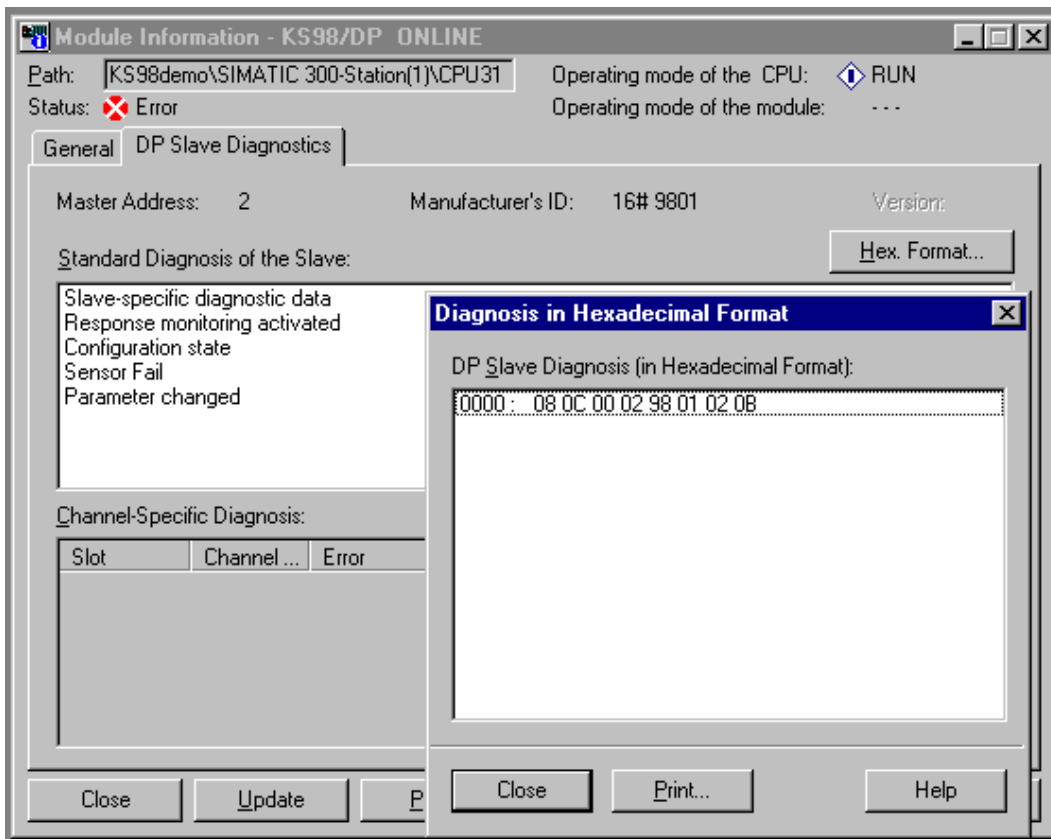 Module Information - KS98/DP ONLINE
Path: KS98demo\SIMATIC 300-Station(1)\CPU31 Operating mode of the CPU: RUN
Status: Error Operating mode of the module: - - -
General DP Slave Diagnostics
Master Address: 2 Manufacturer's ID: 16# 9801 Version:
Standard Diagnosis of the Slave: Hex. Format...
Slave-specific diagnostic data
Response monitoring activated
Configuration state
Sensor Fail
Parameter changed
Channel-Specific Diagnosis:
Slot Channel ... Error
Close Update P
Diagnosis in Hexadecimal Format
DP Slave Diagnosis (in Hexadecimal Format):
0000 : 08 0C 00 02 98 01 02 0B
Close Print... Help